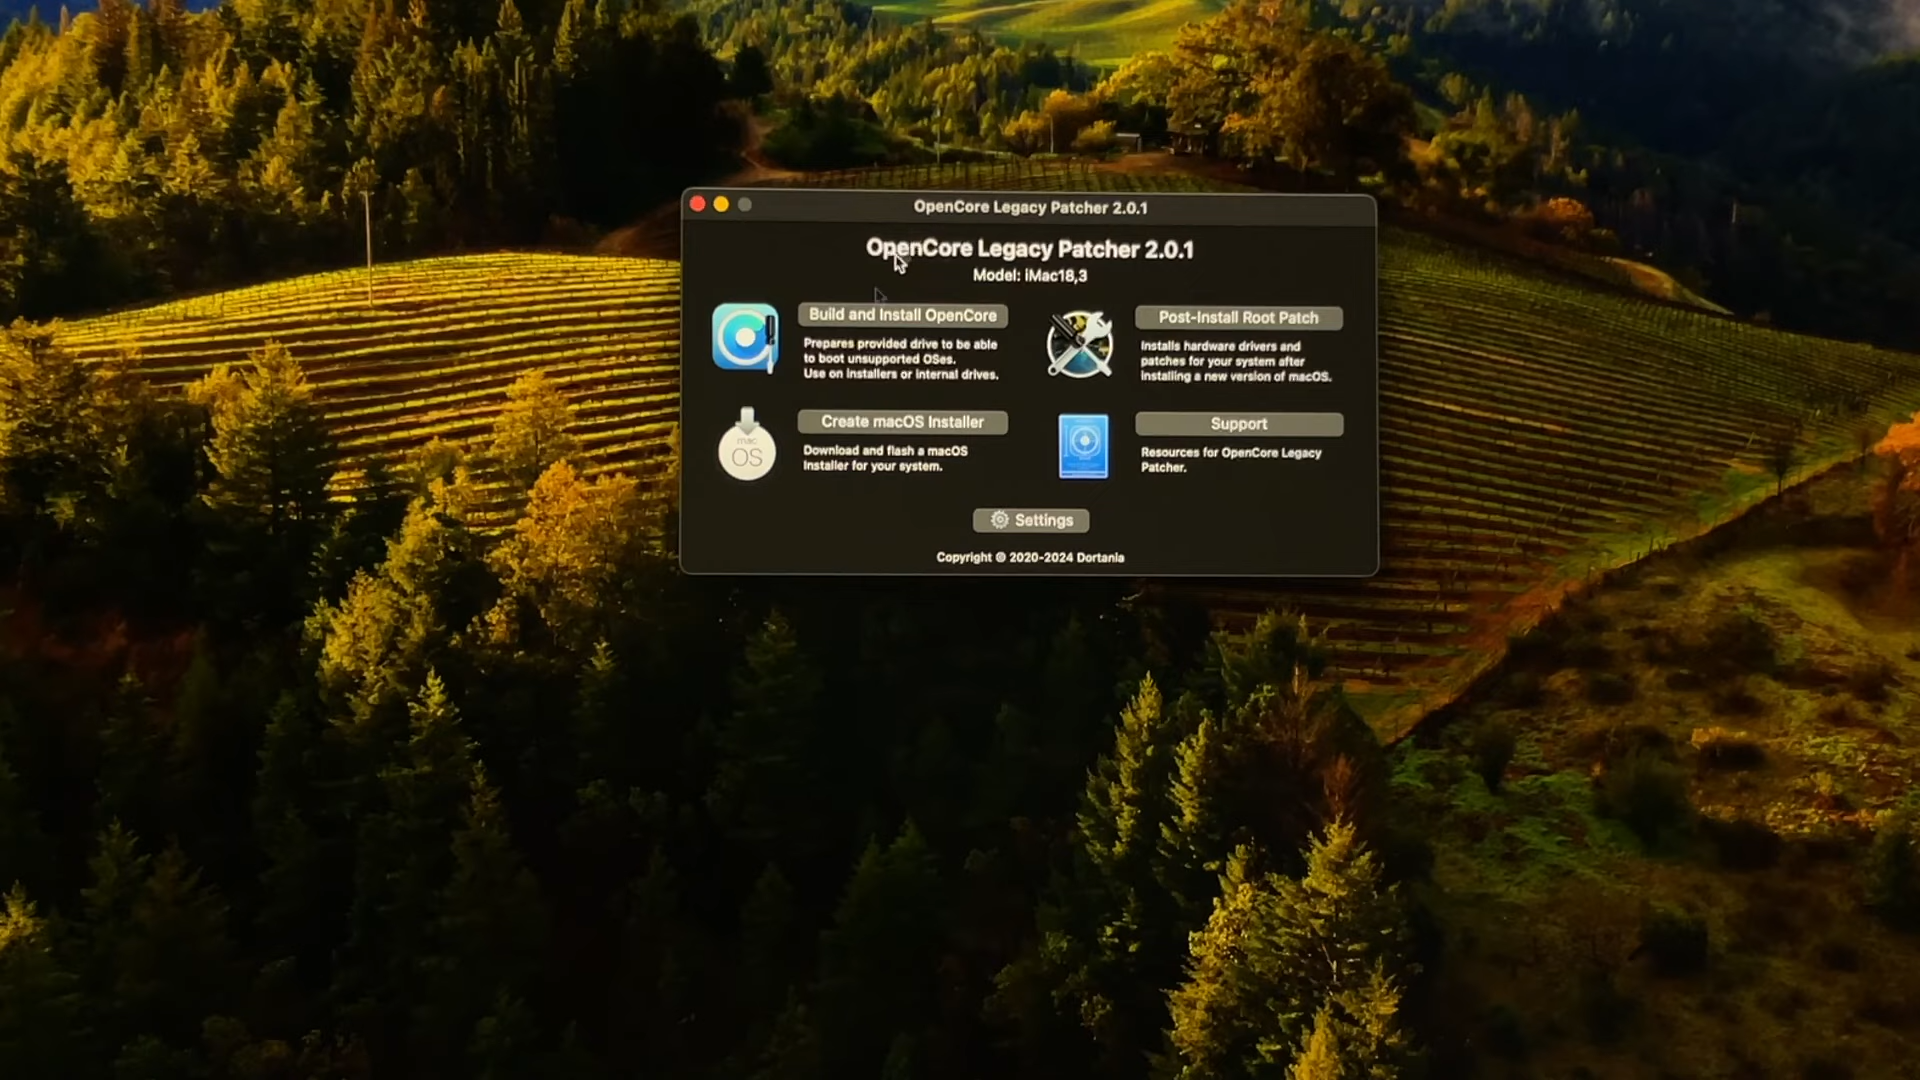 OpenCore Legacy Patcher 2.0.1
OpenCore Legacy Patcher 2.0.1
Model: iMac18,3
Build and Install OpenCore
Prepares provided drive to be able
to boot unsupported OSes.
Use on installers or internal drives.
Post-Install Root Patch
Installs hardware drivers and
patches for your system after
installing a new version of macOS.
mac
OS
Create macOS Installer
Download and flash a macOS
Installer for your system.
Support
Resources for OpenCore Legacy
Patcher.
Settings
Copyright © 2020-2024 Dortania